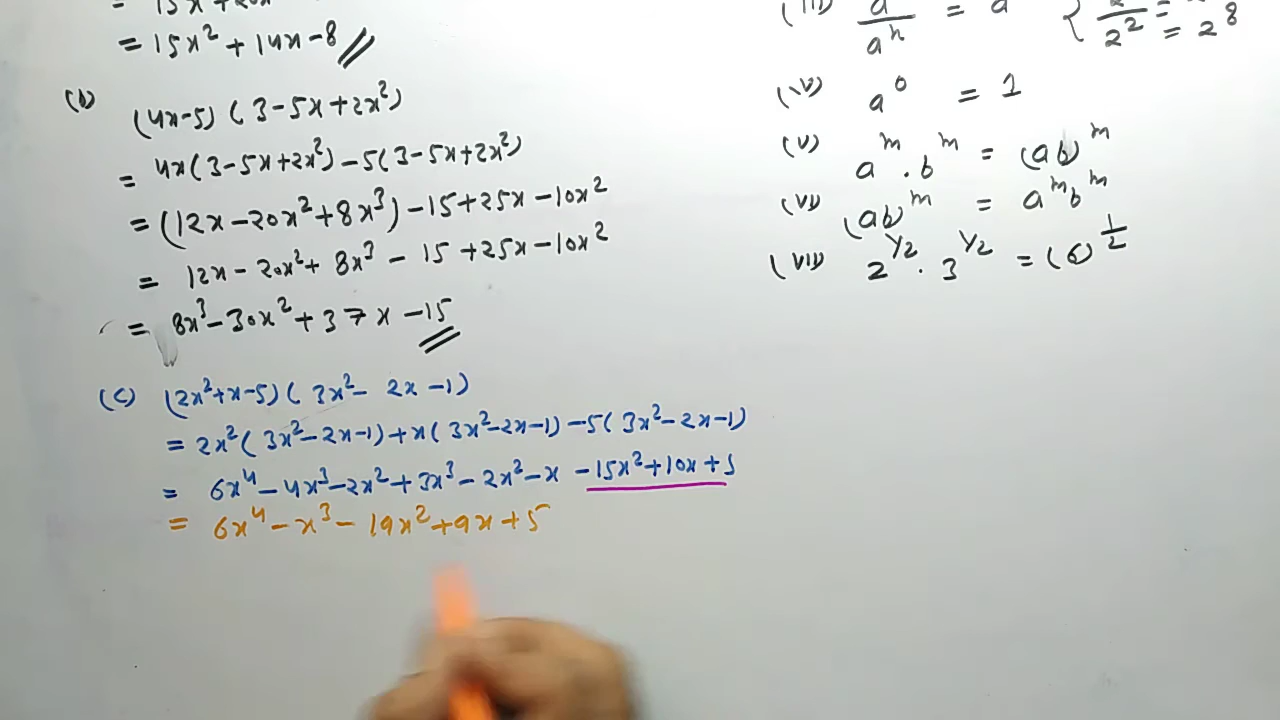 = 15x² + 14x - 8
(b) (4x-5) (3-5x+2x²)
= 4x(3-5x+2x²) - 5(3-5x+2x²)
= (12x-20x²+8x³) - 15 + 25x - 10x²
= 12x - 20x² + 8x³ - 15 + 25x - 10x²
= 8x³ - 30x² + 37x - 15
(c) (2x²+x-5) (3x² - 2x - 1)
= 2x²(3x²-2x-1) + x(3x²-2x-1) - 5(3x²-2x-1)
= 6x⁴ - 4x³ - 2x² + 3x³ - 2x² - x - 15x² + 10x + 5
= 6x⁴ - x³ - 19x² + 9x + 5
(iv) a⁰ = 1
(v) aᵐ . bᵐ = (ab)ᵐ
(vi) (ab)ᵐ = aᵐbᵐ
(vii) 2^1/2 . 3^1/2 = (6)^1/2